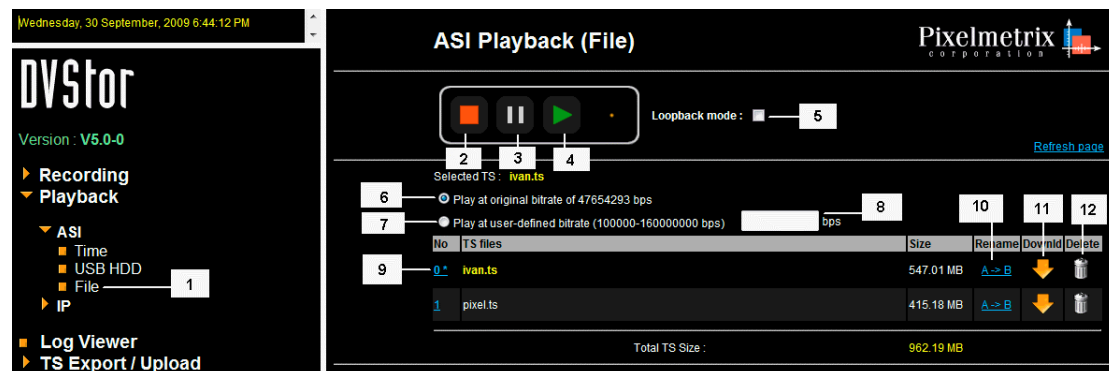 Wednesday, 30 September, 2009 6:44:12 PM
DVStor
Version : V5.0-0
Recording
Playback
ASI
Time
USB HDD
File
1
IP
Log Viewer
TS Export / Upload
ASI Playback (File)
Pixelmetrix
corporation
Loopback mode :
5
2
3
4
Refresh page
Selected TS : ivan.ts
6
Play at original bitrate of 47654293 bps
7
Play at user-defined bitrate (100000-160000000 bps) bps
8
10
11
12
No TS files Size Rename Downld Delete
9
0 * ivan.ts 547.01 MB A -> B
1 pixel.ts 415.18 MB A -> B
Total TS Size : 962.19 MB